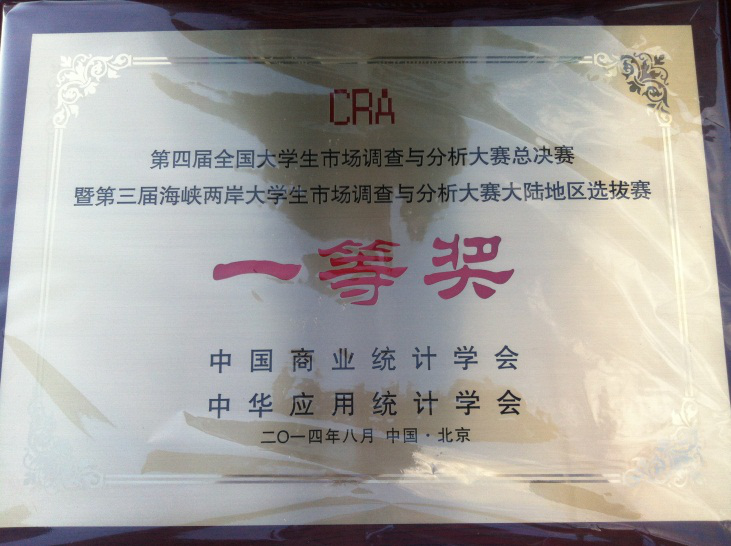 CRA
第四届全国大学生市场调查与分析大赛总决赛
暨第三届海峡两岸大学生市场调查与分析大赛大陆地区选拔赛
一等奖
中国商业统计学会
中华应用统计学会
二〇一四年八月 中国·北京